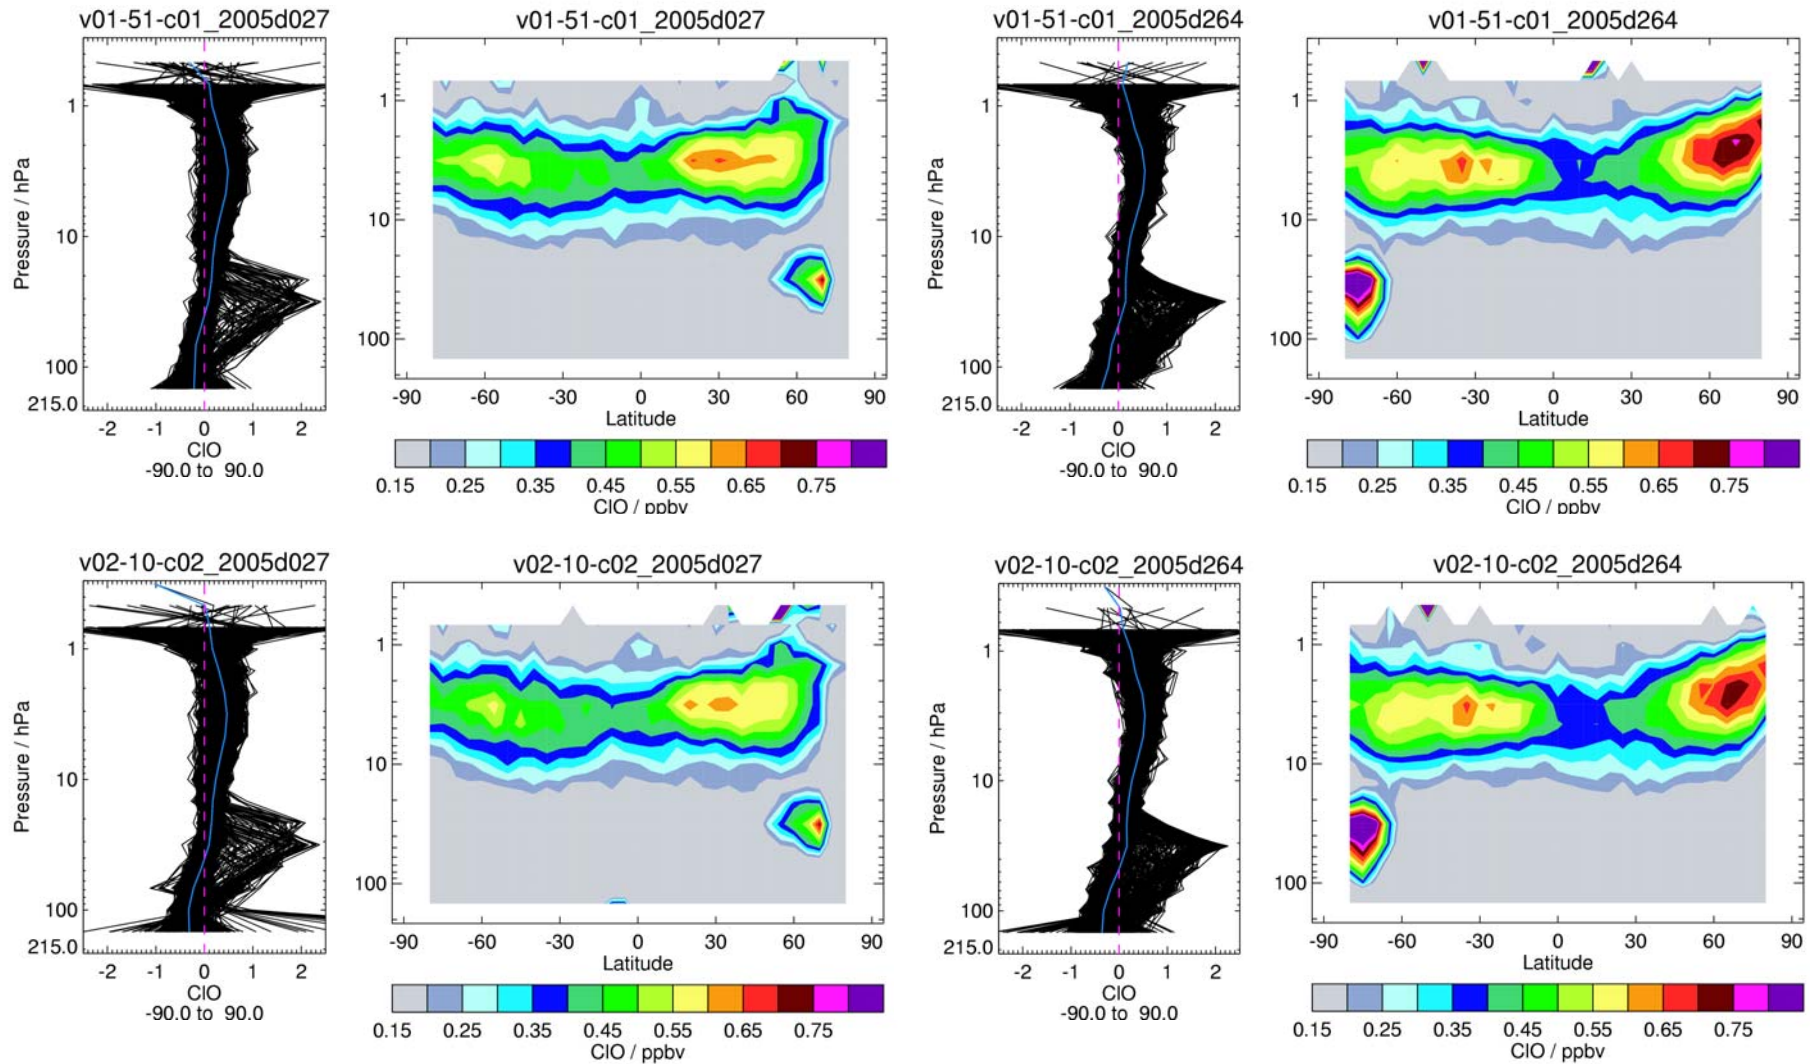 v01-51-c01_2005d027
Pressure / hPa
1
10
100
215.0
-2 -1 0 1 2
ClO
-90.0 to 90.0
v01-51-c01_2005d027
1
10
100
-90 -60 -30 0 30 60 90
Latitude
0.15 0.25 0.35 0.45 0.55 0.65 0.75
ClO / ppbv
v01-51-c01_2005d264
Pressure / hPa
1
10
100
215.0
-2 -1 0 1 2
ClO
-90.0 to 90.0
v01-51-c01_2005d264
1
10
100
-90 -60 -30 0 30 60 90
Latitude
0.15 0.25 0.35 0.45 0.55 0.65 0.75
ClO / ppbv
v02-10-c02_2005d027
Pressure / hPa
1
10
100
215.0
-2 -1 0 1 2
ClO
-90.0 to 90.0
v02-10-c02_2005d027
1
10
100
-90 -60 -30 0 30 60 90
Latitude
0.15 0.25 0.35 0.45 0.55 0.65 0.75
ClO / ppbv
v02-10-c02_2005d264
Pressure / hPa
1
10
100
215.0
-2 -1 0 1 2
ClO
-90.0 to 90.0
v02-10-c02_2005d264
1
10
100
-90 -60 -30 0 30 60 90
Latitude
0.15 0.25 0.35 0.45 0.55 0.65 0.75
ClO / ppbv